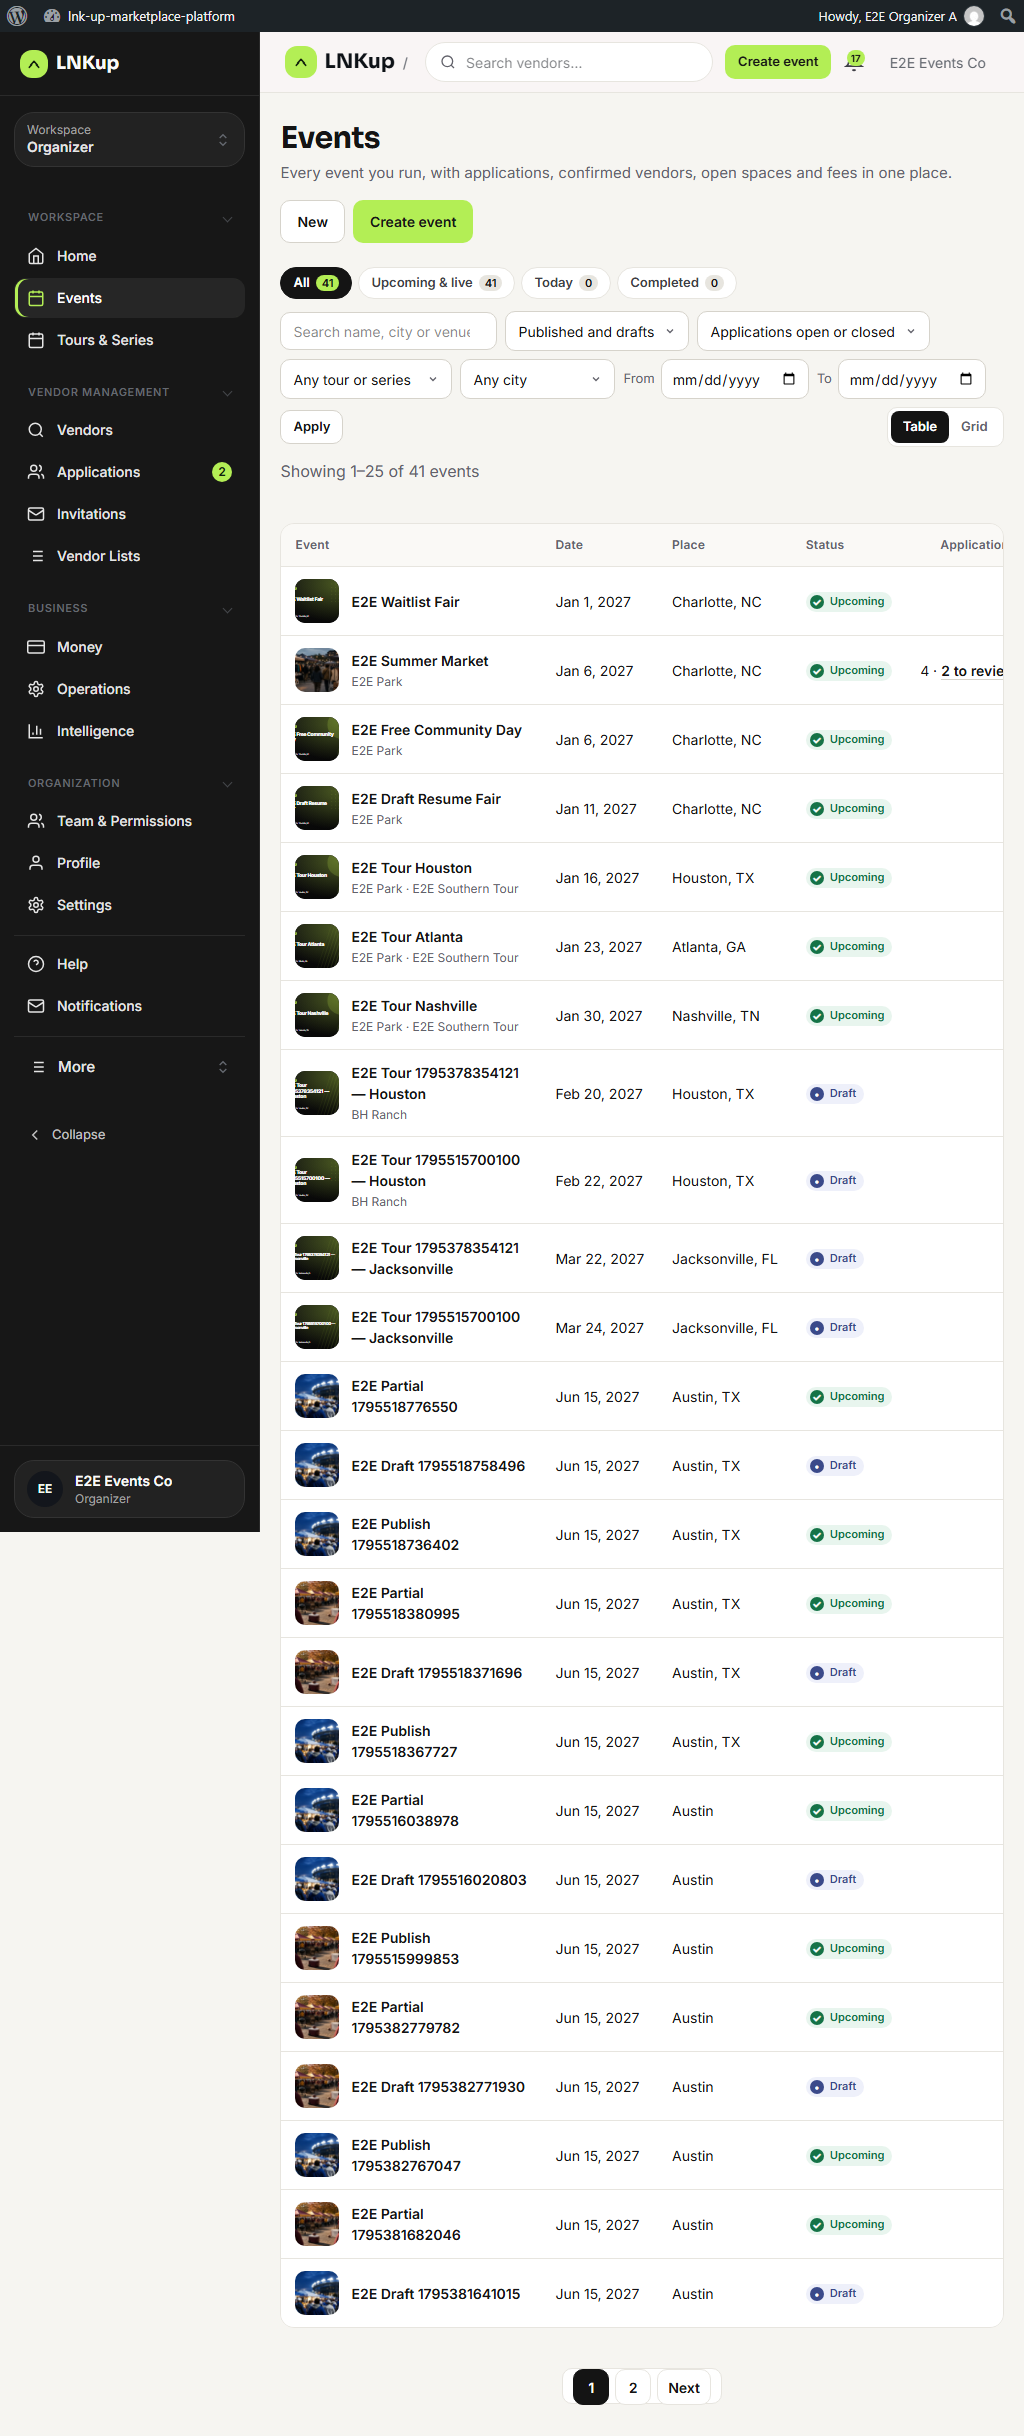 lnk-up-marketplace-platform
Howdy, E2E Organizer A
LNKup
Workspace
Organizer
WORKSPACE
Home
Events
Tours & Series
VENDOR MANAGEMENT
Vendors
Applications 2
Invitations
Vendor Lists
BUSINESS
Money
Operations
Intelligence
ORGANIZATION
Team & Permissions
Profile
Settings
Help
Notifications
More
Collapse
EE
E2E Events Co
Organizer
LNKup /
Search vendors...
Create event
17
E2E Events Co
Events
Every event you run, with applications, confirmed vendors, open spaces and fees in one place.
New
Create event
All 41
Upcoming & live 41
Today 0
Completed 0
Search name, city or venue
Published and drafts
Applications open or closed
Any tour or series
Any city
From mm/dd/yyyy
To mm/dd/yyyy
Apply
Table
Grid
Showing 1–25 of 41 events
Event Date Place Status Application
E2E Waitlist Fair Jan 1, 2027 Charlotte, NC Upcoming
E2E Summer Market Jan 6, 2027 Charlotte, NC Upcoming 4 · 2 to revie
E2E Park
E2E Free Community Day Jan 6, 2027 Charlotte, NC Upcoming
E2E Park
E2E Draft Resume Fair Jan 11, 2027 Charlotte, NC Upcoming
E2E Park
E2E Tour Houston Jan 16, 2027 Houston, TX Upcoming
E2E Park · E2E Southern Tour
E2E Tour Atlanta Jan 23, 2027 Atlanta, GA Upcoming
E2E Park · E2E Southern Tour
E2E Tour Nashville Jan 30, 2027 Nashville, TN Upcoming
E2E Park · E2E Southern Tour
E2E Tour 1795378354121
— Houston Feb 20, 2027 Houston, TX Draft
BH Ranch
E2E Tour 1795515700100
— Houston Feb 22, 2027 Houston, TX Draft
BH Ranch
E2E Tour 1795378354121
— Jacksonville Mar 22, 2027 Jacksonville, FL Draft
E2E Tour 1795515700100
— Jacksonville Mar 24, 2027 Jacksonville, FL Draft
E2E Partial
1795518776550 Jun 15, 2027 Austin, TX Upcoming
E2E Draft 1795518758496 Jun 15, 2027 Austin, TX Draft
E2E Publish
1795518736402 Jun 15, 2027 Austin, TX Upcoming
E2E Partial
1795518380995 Jun 15, 2027 Austin, TX Upcoming
E2E Draft 1795518371696 Jun 15, 2027 Austin, TX Draft
E2E Publish
1795518367727 Jun 15, 2027 Austin, TX Upcoming
E2E Partial
1795516038978 Jun 15, 2027 Austin Upcoming
E2E Draft 1795516020803 Jun 15, 2027 Austin Draft
E2E Publish
1795515999853 Jun 15, 2027 Austin Upcoming
E2E Partial
1795382779782 Jun 15, 2027 Austin Upcoming
E2E Draft 1795382771930 Jun 15, 2027 Austin Draft
E2E Publish
1795382767047 Jun 15, 2027 Austin Upcoming
E2E Partial
1795381682046 Jun 15, 2027 Austin Upcoming
E2E Draft 1795381641015 Jun 15, 2027 Austin Draft
1 2 Next